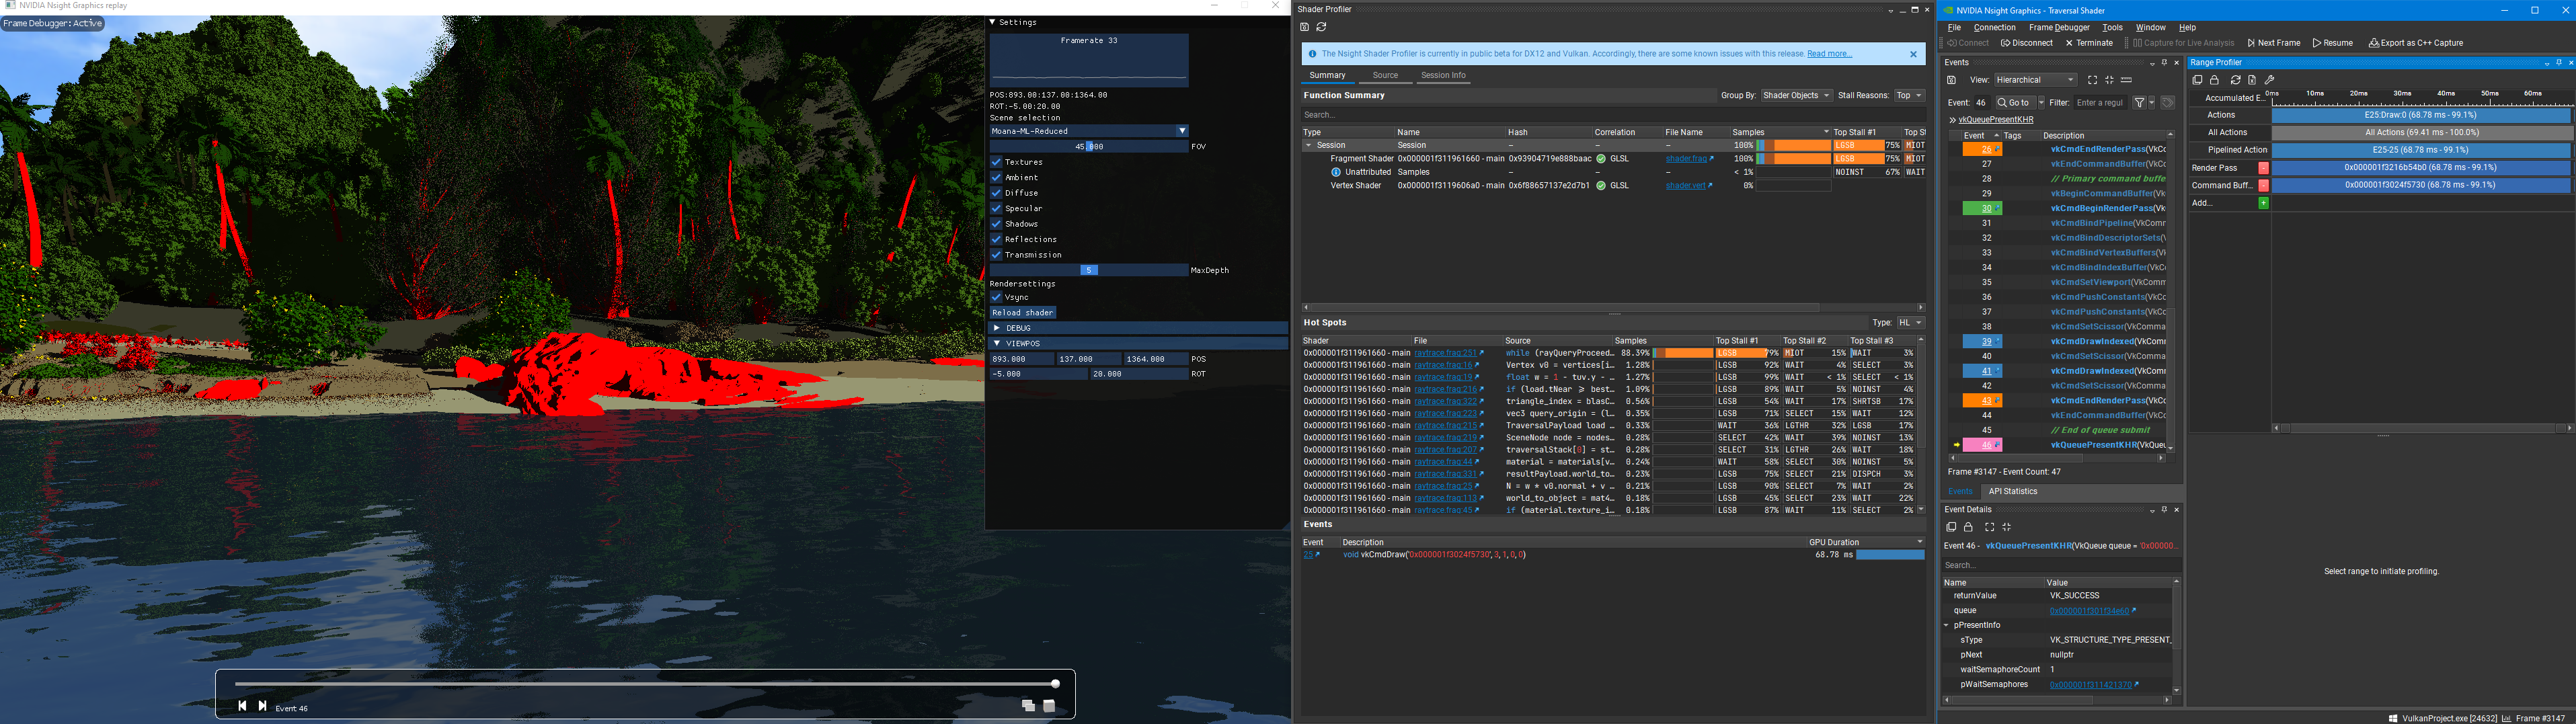 NVIDIA Nsight Graphics replay
Frame Debugger: Active
Settings
Framerate 33
POS:893.00:137.00:1364.00
ROT:-5.00:20.00
Scene selection
Moana-ML-Reduced
45.000 FOV
Textures
Ambient
Diffuse
Specular
Shadows
Reflections
Transmission
5 MaxDepth
Rendersettings
Vsync
Reload shader
DEBUG
VIEWPOS
893.000 137.000 1364.000 POS
-5.000 20.000 ROT
Event 46
Shader Profiler
The Nsight Shader Profiler is currently in public beta for DX12 and Vulkan. Accordingly, there are some known issues with this release. Read more...
Summary Source Session Info
Function Summary Group By: Shader Objects Stall Reasons: Top
Search...
Type Name Hash Correlation File Name Samples Top Stall #1 Top St
Session Session – – – 100% LGSB 75% MIOT
Fragment Shader 0x000001f311961660 - main 0x93904719e888baac GLSL shader.frag 100% LGSB 75% MIOT
Unattributed Samples – – – < 1% NOINST 67% WAIT
Vertex Shader 0x000001f3119606a0 - main 0x6f88657137e2d7b1 GLSL shader.vert 0%
Hot Spots Type: HL
Shader File Source Samples Top Stall #1 Top Stall #2 Top Stall #3
0x000001f311961660 - main raytrace.frag:251 while (rayQueryProceed... 88.39% LGSB 79% MIOT 15% WAIT 3%
0x000001f311961660 - main raytrace.frag:16 Vertex v0 = vertices[i... 1.28% LGSB 92% WAIT 4% SELECT 3%
0x000001f311961660 - main raytrace.frag:19 float w = 1 - tuv.y - ... 1.27% LGSB 99% WAIT < 1% SELECT < 1%
0x000001f311961660 - main raytrace.frag:216 if (load.tNear >= best... 1.09% LGSB 89% WAIT 5% NOINST 4%
0x000001f311961660 - main raytrace.frag:322 triangle_index = blasC... 0.56% LGSB 54% WAIT 17% SHRTSB 17%
0x000001f311961660 - main raytrace.frag:223 vec3 query_origin = (l... 0.35% LGSB 71% SELECT 15% WAIT 12%
0x000001f311961660 - main raytrace.frag:215 TraversalPayload load ... 0.33% WAIT 36% LGTHR 32% LGSB 17%
0x000001f311961660 - main raytrace.frag:219 SceneNode node = nodes... 0.28% SELECT 42% WAIT 39% NOINST 13%
0x000001f311961660 - main raytrace.frag:207 traversalStack[0] = st... 0.28% SELECT 31% LGTHR 26% WAIT 18%
0x000001f311961660 - main raytrace.frag:44 material = materials[v... 0.24% WAIT 58% SELECT 30% NOINST 5%
0x000001f311961660 - main raytrace.frag:331 resultPayload.world_to... 0.23% LGSB 75% SELECT 21% DISPCH 3%
0x000001f311961660 - main raytrace.frag:25 N = w * v0.normal + v ... 0.21% LGSB 90% SELECT 7% WAIT 2%
0x000001f311961660 - main raytrace.frag:113 world_to_object = mat4... 0.18% LGSB 45% SELECT 23% WAIT 22%
0x000001f311961660 - main raytrace.frag:45 if (material.texture_i... 0.18% LGSB 87% WAIT 11% SELECT 2%
Events
Event Description GPU Duration
25 void vkCmdDraw('0x000001f3024f5730', 3, 1, 0, 0) 68.78 ms
NVIDIA Nsight Graphics - Traversal Shader
File Connection Frame Debugger Tools Window Help
Connect Disconnect Terminate Capture for Live Analysis Next Frame Resume Export as C++ Capture
Events
View: Hierarchical
Event: 46 Go to Filter: Enter a regul
vkQueuePresentKHR
Event Tags Description
26 vkCmdEndRenderPass(VkC
27 vkEndCommandBuffer(VkC
28 // Primary command buffe
29 vkBeginCommandBuffer(Vk
30 vkCmdBeginRenderPass(Vk
31 vkCmdBindPipeline(VkCom
32 vkCmdBindDescriptorSets(V
33 vkCmdBindVertexBuffers(V
34 vkCmdBindIndexBuffer(VkC
35 vkCmdSetViewport(VkComm
36 vkCmdPushConstants(VkCo
37 vkCmdPushConstants(VkCo
38 vkCmdSetScissor(VkComma
39 vkCmdDrawIndexed(VkCom
40 vkCmdSetScissor(VkComma
41 vkCmdDrawIndexed(VkCom
42 vkCmdSetScissor(VkComma
43 vkCmdEndRenderPass(VkC
44 vkEndCommandBuffer(VkC
45 // End of queue submit
46 vkQueuePresentKHR(VkQue
Frame #3147 - Event Count: 47
Events API Statistics
Event Details
Event 46 - vkQueuePresentKHR(VkQueue queue = '0x00000...
Search...
Name Value
returnValue VK_SUCCESS
queue 0x000001f301f34e60
pPresentInfo
sType VK_STRUCTURE_TYPE_PRESENT_
pNext nullptr
waitSemaphoreCount 1
pWaitSemaphores 0x000001f311421370
Range Profiler
Accumulated E... 0ms 10ms 20ms 30ms 40ms 50ms 60ms
Actions E25:Draw:0 (68.78 ms - 99.1%)
All Actions All Actions (69.41 ms - 100.0%)
Pipelined Action E25-25 (68.78 ms - 99.1%)
Render Pass 0x000001f3216b54b0 (68.78 ms - 99.1%)
Command Buff... 0x000001f3024f5730 (68.78 ms - 99.1%)
Add...
Select range to initiate profiling.
VulkanProject.exe [24632] Frame #3147